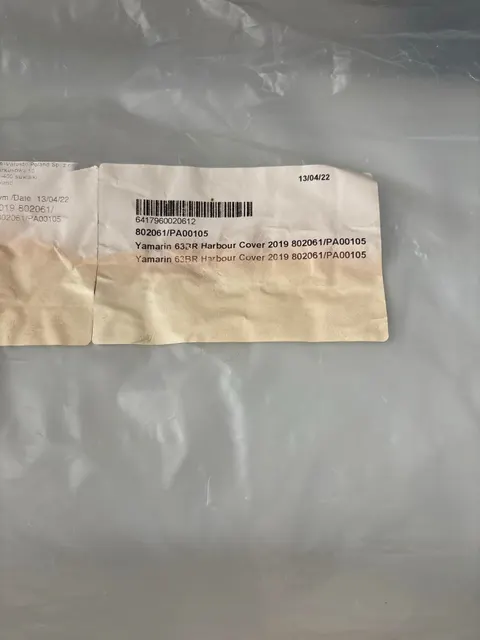 13/04/22
6417960020612
802061/PA00105
Yamarin 63BR Harbour Cover 2019 802061/PA00105
Yamarin 63BR Harbour Cover 2019 802061/PA00105
/Date 13/04/22
2019 802061/
802061/PA00105